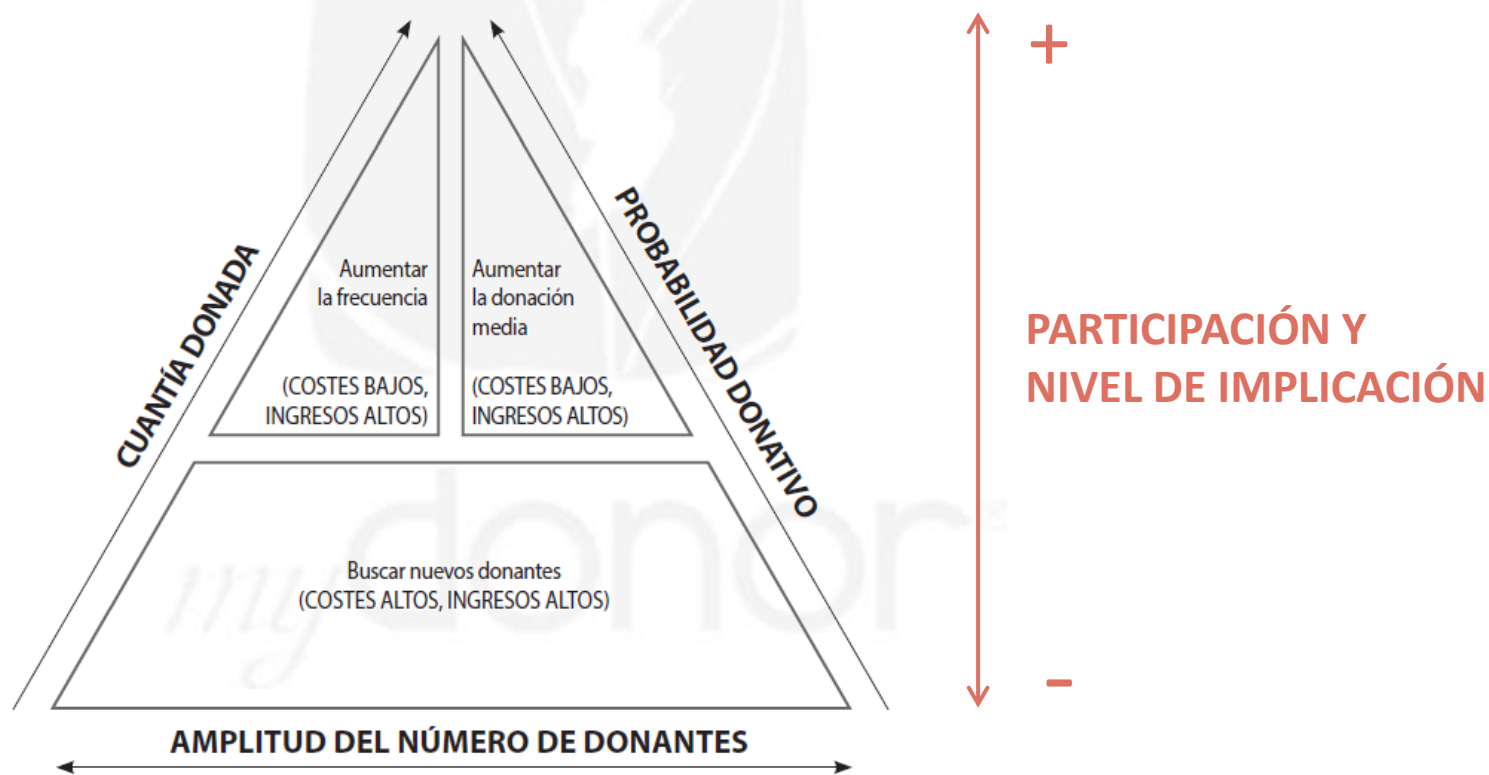 +
PARTICIPACIÓN Y
NIVEL DE IMPLICACIÓN
-
CUANTÍA DONADA
PROBABILIDAD DONATIVO
Aumentar
la frecuencia
(COSTES BAJOS,
INGRESOS ALTOS)
Aumentar
la donación
media
(COSTES BAJOS,
INGRESOS ALTOS)
Buscar nuevos donantes
(COSTES ALTOS, INGRESOS ALTOS)
mydonor
AMPLITUD DEL NÚMERO DE DONANTES